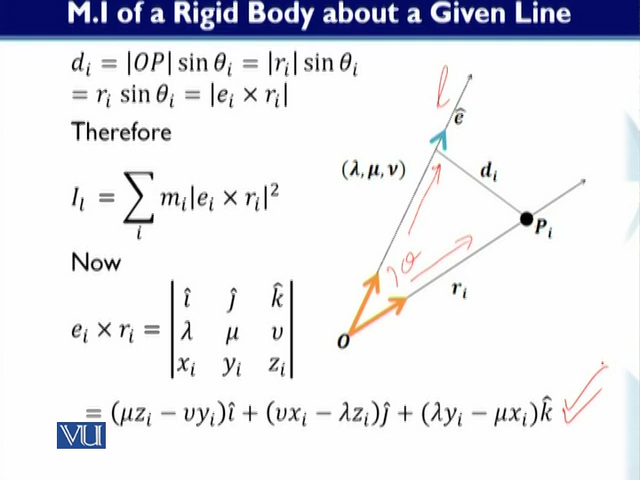 M.I of a Rigid Body about a Given Line
dᵢ = |OP| sin θᵢ = |rᵢ| sin θᵢ
= rᵢ sin θᵢ = |eᵢ × rᵢ|
Therefore
Iₗ = ∑ᵢ mᵢ|eᵢ × rᵢ|²
Now
eᵢ × rᵢ = | î ĵ k̂ |
| λ μ υ |
| xᵢ yᵢ zᵢ |
= (μzᵢ − υyᵢ)î + (υxᵢ − λzᵢ)ĵ + (λyᵢ − μxᵢ)k̂
l
ê
(λ, μ, ν)
dᵢ
Pᵢ
θ
rᵢ
O
VU